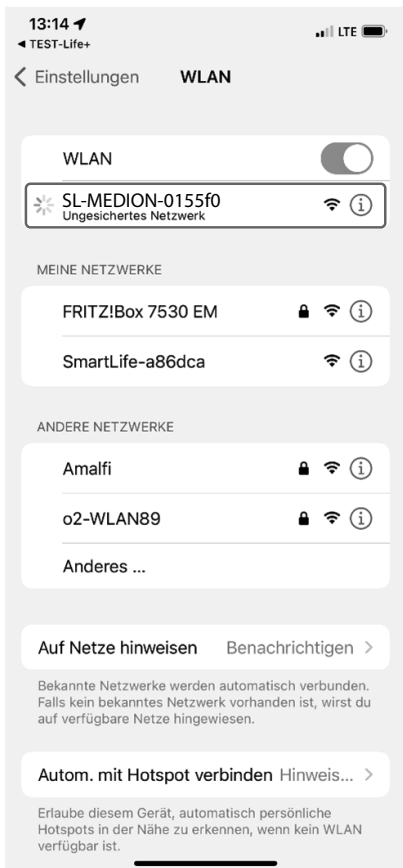 13:14
LTE
◀ TEST-Life+
Einstellungen WLAN
WLAN
SL-MEDION-0155f0
Ungesichertes Netzwerk
MEINE NETZWERKE
FRITZ!Box 7530 EM
SmartLife-a86dca
ANDERE NETZWERKE
Amalfi
o2-WLAN89
Anderes ...
Auf Netze hinweisen Benachrichtigen
Bekannte Netzwerke werden automatisch verbunden.
Falls kein bekanntes Netzwerk vorhanden ist, wirst du
auf verfügbare Netze hingewiesen.
Autom. mit Hotspot verbinden Hinweis...
Erlaube diesem Gerät, automatisch persönliche
Hotspots in der Nähe zu erkennen, wenn kein WLAN
verfügbar ist.